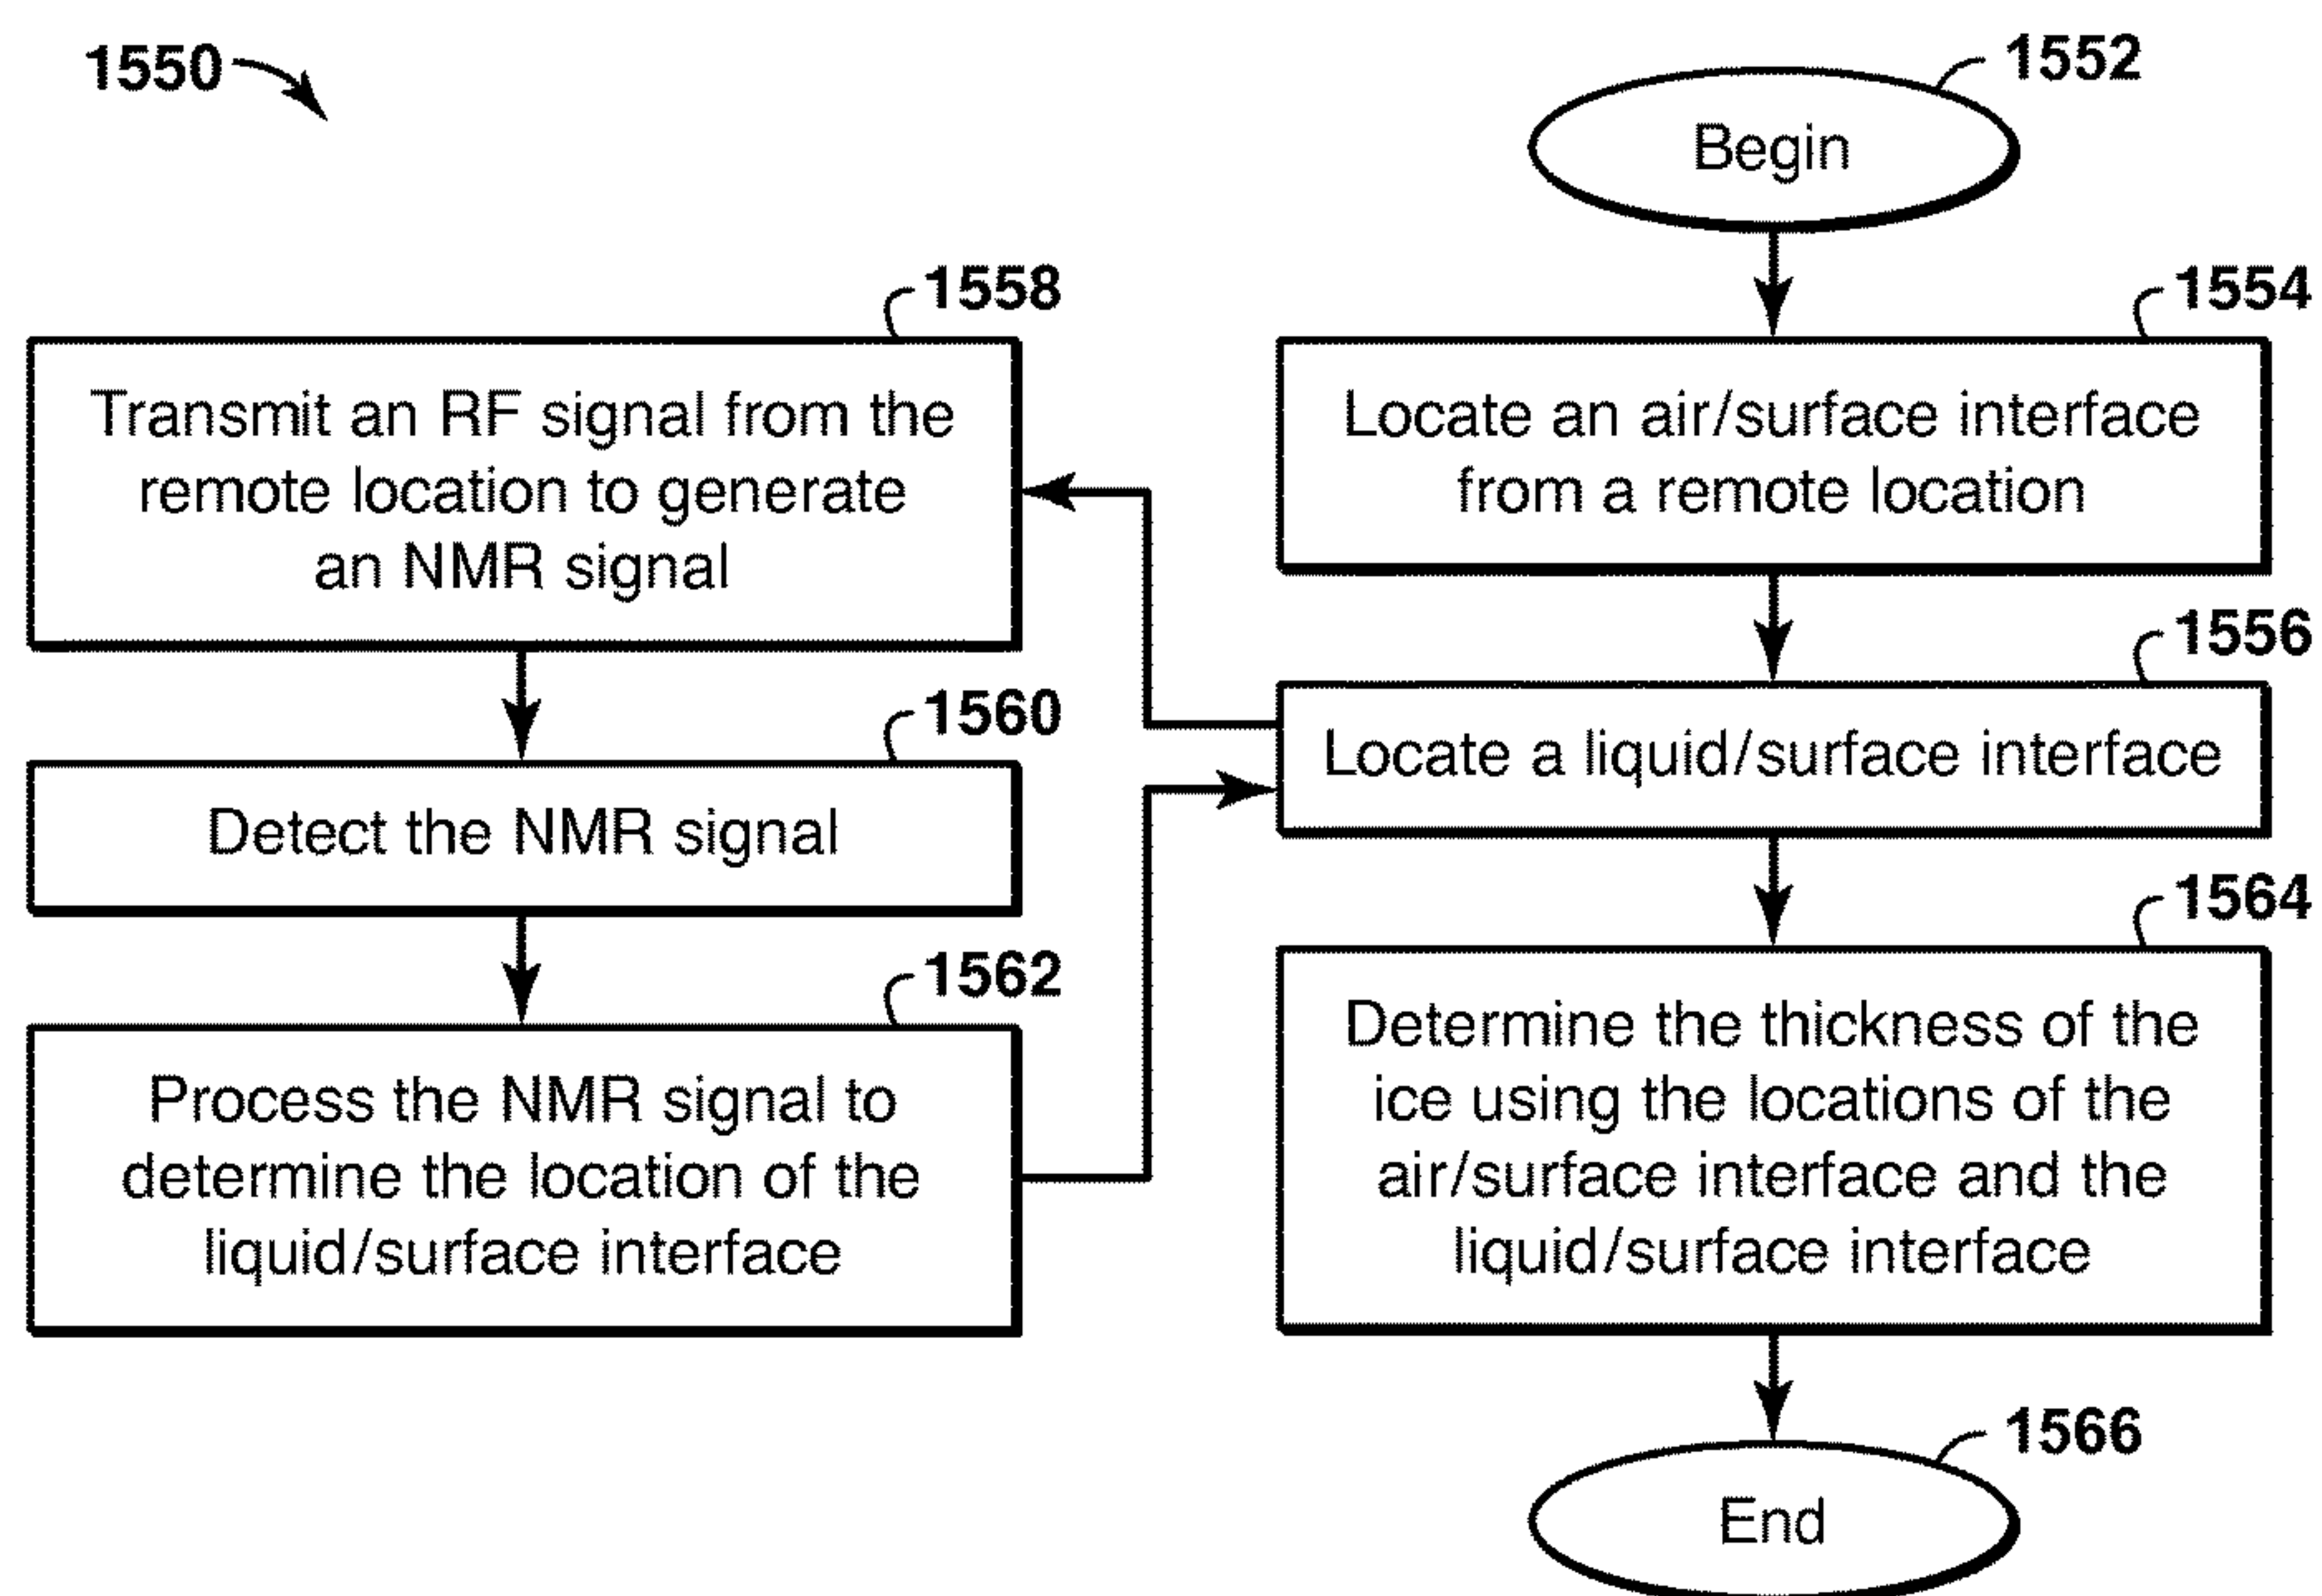 1550
1552
Begin
1554
Locate an air/surface interface
from a remote location
1556
Locate a liquid/surface interface
1558
Transmit an RF signal from the
remote location to generate
an NMR signal
1560
Detect the NMR signal
1562
Process the NMR signal to
determine the location of the
liquid/surface interface
1564
Determine the thickness of the
ice using the locations of the
air/surface interface and the
liquid/surface interface
1566
End